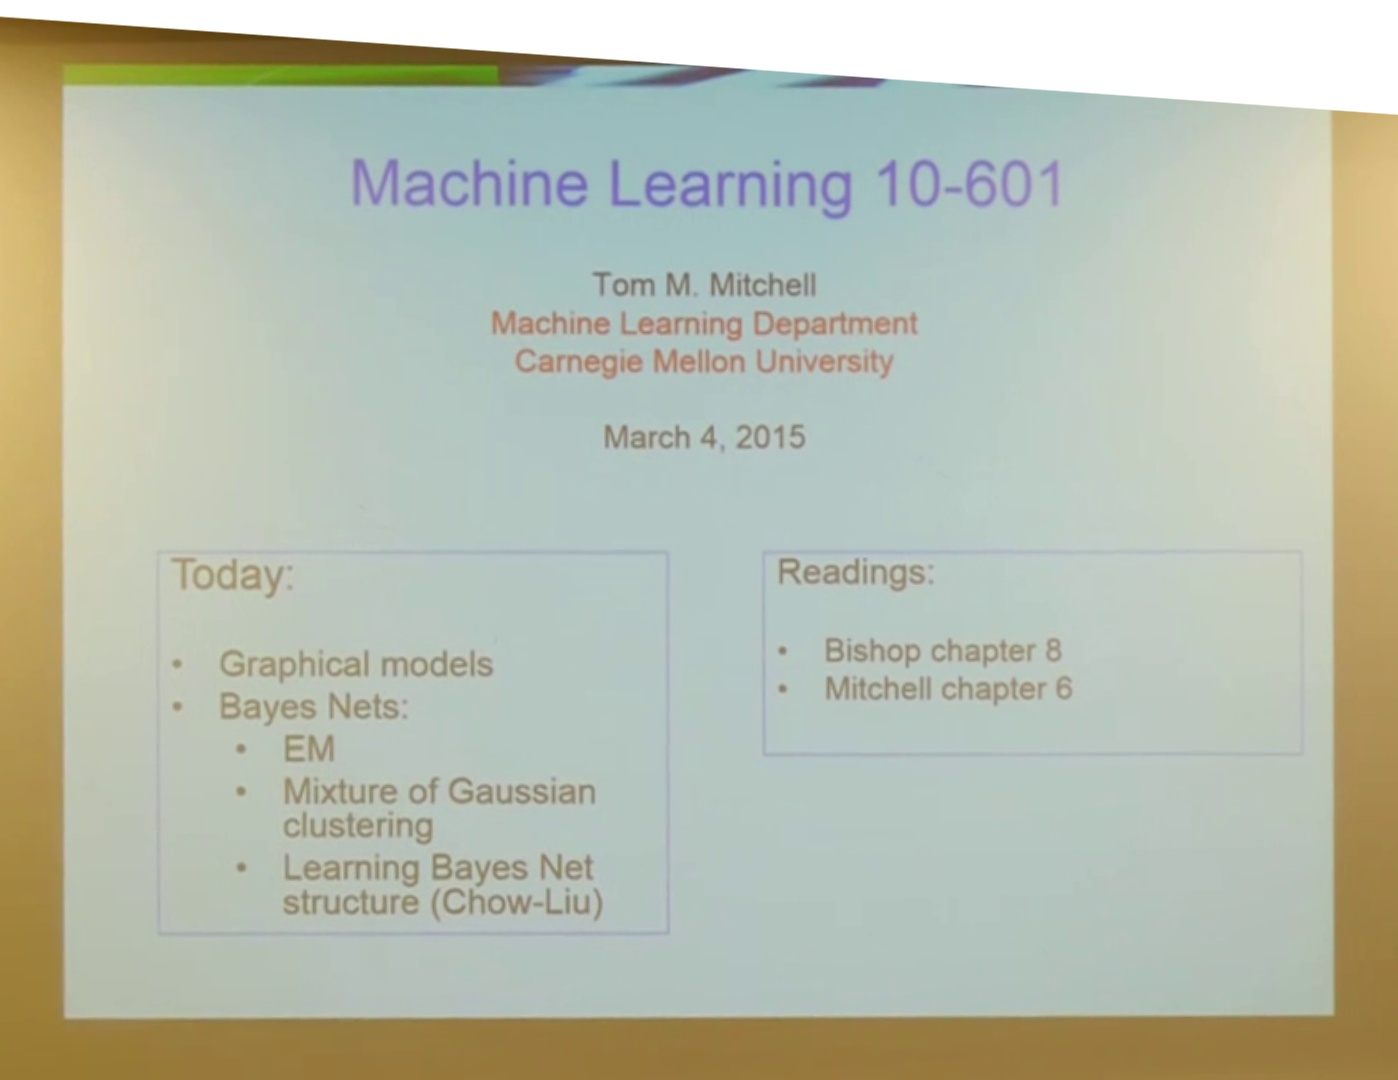 Machine Learning 10-601
Tom M. Mitchell
Machine Learning Department
Carnegie Mellon University
March 4, 2015
Today:
• Graphical models
• Bayes Nets:
• EM
• Mixture of Gaussian
clustering
• Learning Bayes Net
structure (Chow-Liu)
Readings:
• Bishop chapter 8
• Mitchell chapter 6